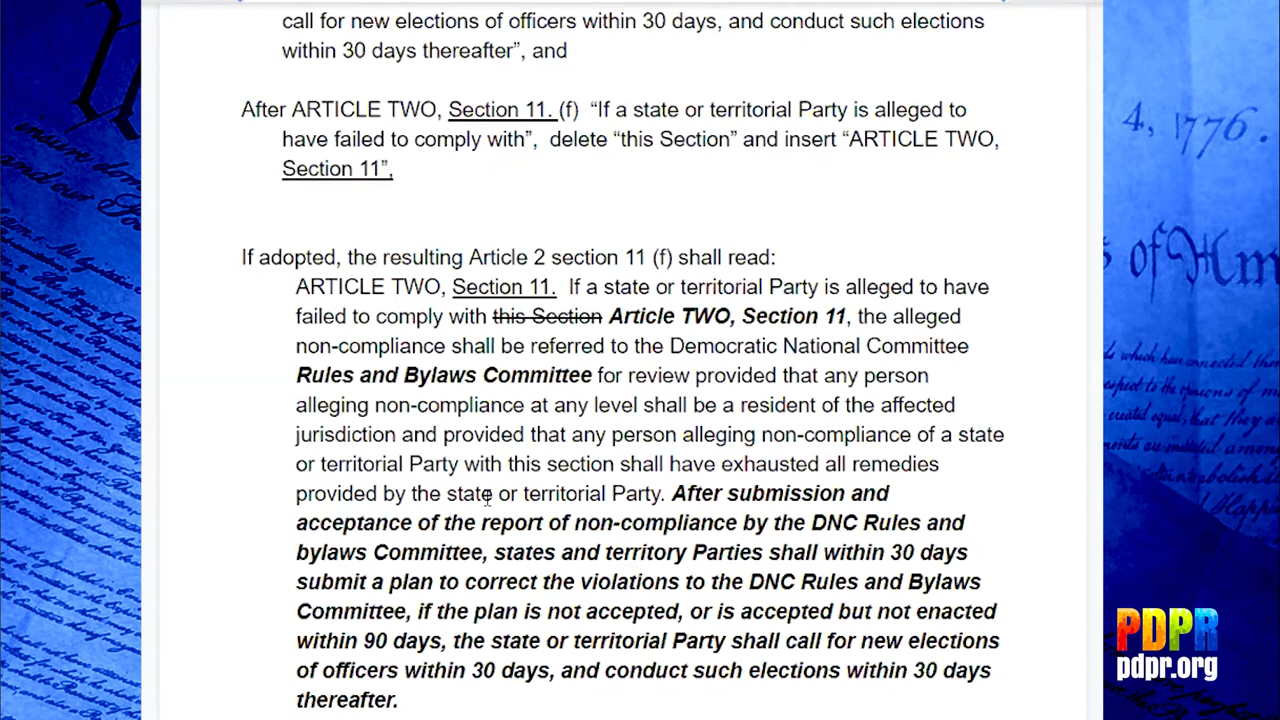 call for new elections of officers within 30 days, and conduct such elections
within 30 days thereafter”, and
After ARTICLE TWO, Section 11. (f) “If a state or territorial Party is alleged to
have failed to comply with”, delete “this Section” and insert “ARTICLE TWO,
Section 11”,
If adopted, the resulting Article 2 section 11 (f) shall read:
ARTICLE TWO, Section 11. If a state or territorial Party is alleged to have
failed to comply with this Section Article TWO, Section 11, the alleged
non-compliance shall be referred to the Democratic National Committee
Rules and Bylaws Committee for review provided that any person
alleging non-compliance at any level shall be a resident of the affected
jurisdiction and provided that any person alleging non-compliance of a state
or territorial Party with this section shall have exhausted all remedies
provided by the state or territorial Party. After submission and
acceptance of the report of non-compliance by the DNC Rules and
bylaws Committee, states and territory Parties shall within 30 days
submit a plan to correct the violations to the DNC Rules and Bylaws
Committee, if the plan is not accepted, or is accepted but not enacted
within 90 days, the state or territorial Party shall call for new elections
of officers within 30 days, and conduct such elections within 30 days
thereafter.
4, 1776.
of Am
PDPR
pdpr.org